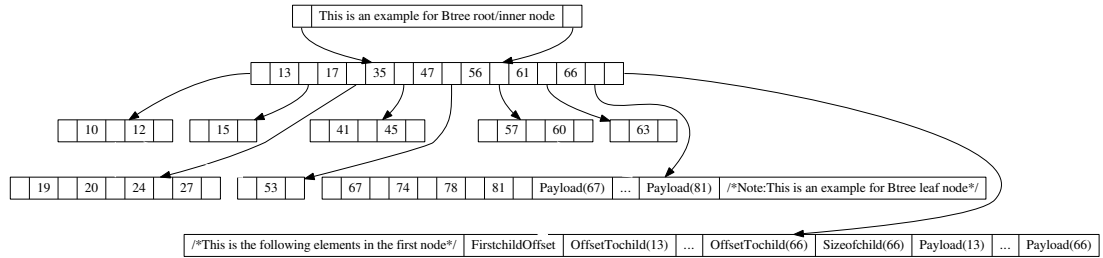 This is an example for Btree root/inner node
13 17 35 47 56 61 66
10 12 15 41 45 57 60 63
19 20 24 27 53 67 74 78 81 Payload(67) ... Payload(81) /*Note:This is an example for Btree leaf node*/
/*This is the following elements in the first node*/ FirstchildOffset OffsetTochild(13) ... OffsetTochild(66) Sizeofchild(66) Payload(13) ... Payload(66)